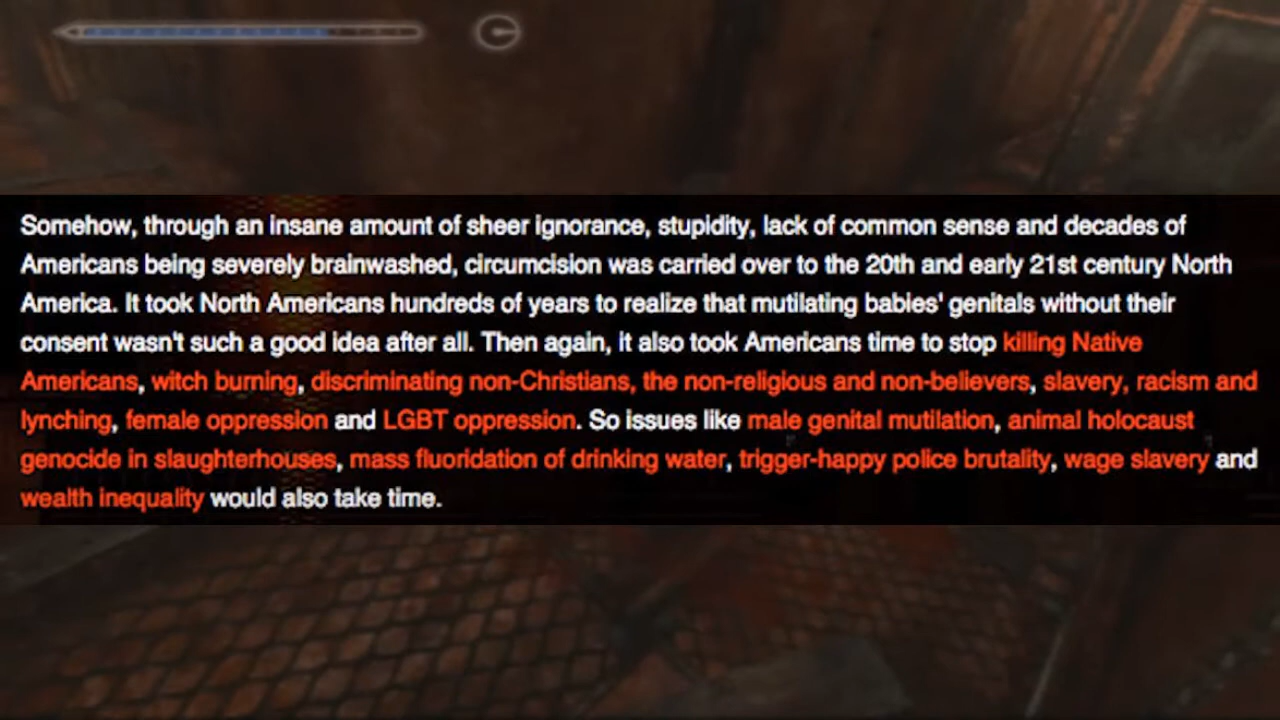 Somehow, through an insane amount of sheer ignorance, stupidity, lack of common sense and decades of
Americans being severely brainwashed, circumcision was carried over to the 20th and early 21st century North
America. It took North Americans hundreds of years to realize that mutilating babies' genitals without their
consent wasn't such a good idea after all. Then again, it also took Americans time to stop killing Native
Americans, witch burning, discriminating non-Christians, the non-religious and non-believers, slavery, racism and
lynching, female oppression and LGBT oppression. So issues like male genital mutilation, animal holocaust
genocide in slaughterhouses, mass fluoridation of drinking water, trigger-happy police brutality, wage slavery and
wealth inequality would also take time.